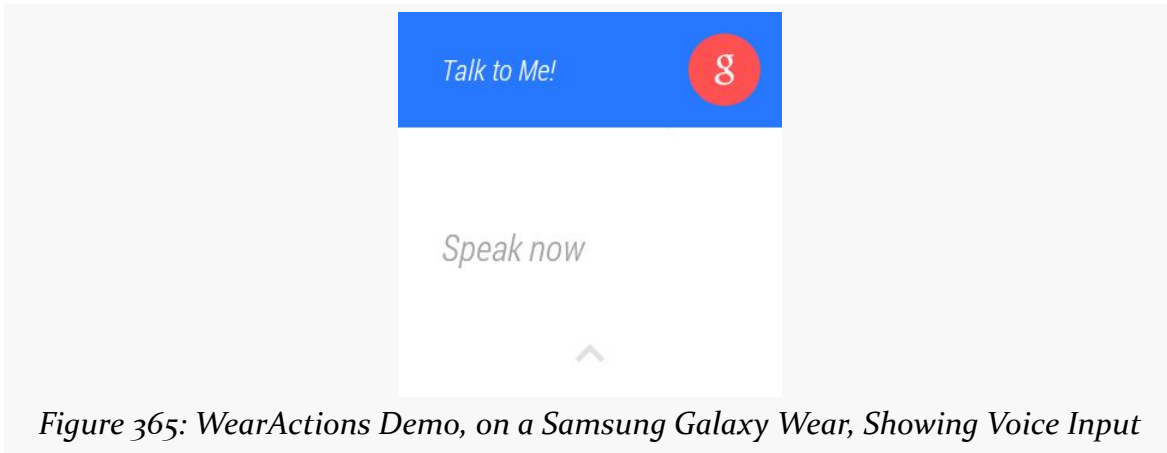 Talk to Me!
g
Speak now
Figure 365: WearActions Demo, on a Samsung Galaxy Wear, Showing Voice Input